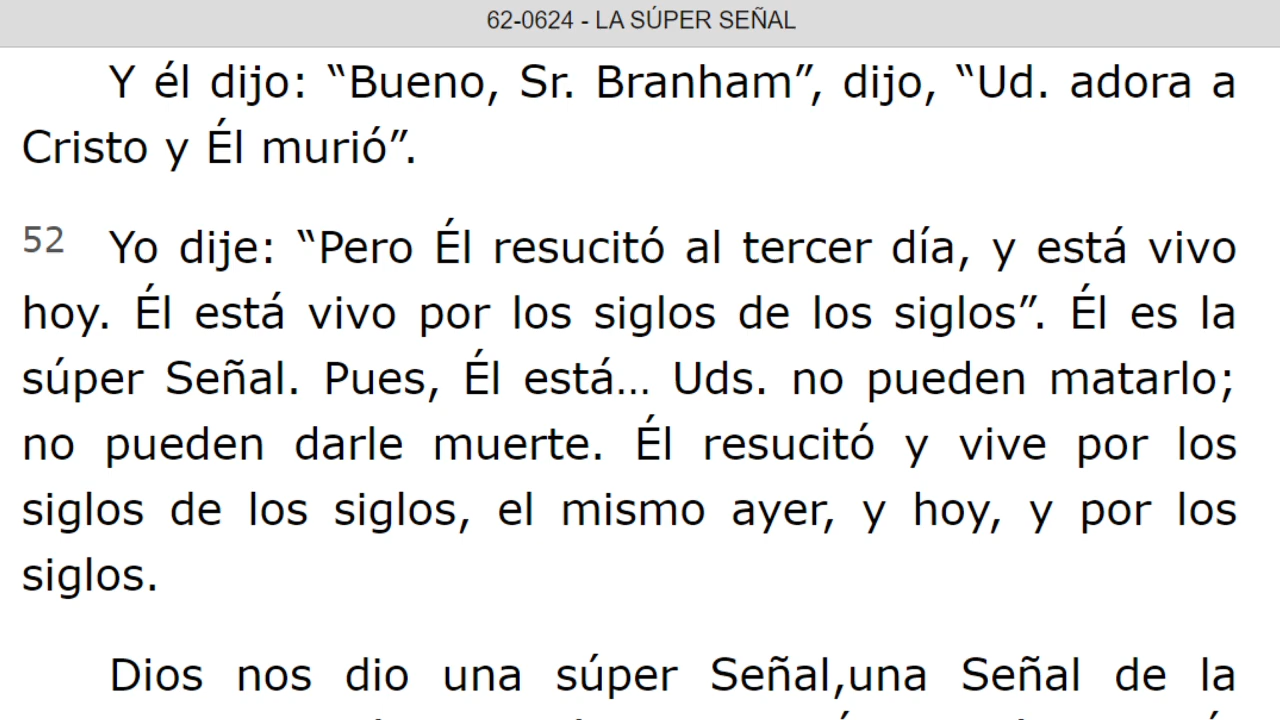 62-0624 - LA SÚPER SEÑAL
Y él dijo: “Bueno, Sr. Branham”, dijo, “Ud. adora a
Cristo y Él murió”.
52 Yo dije: “Pero Él resucitó al tercer día, y está vivo
hoy. Él está vivo por los siglos de los siglos”. Él es la
súper Señal. Pues, Él está… Uds. no pueden matarlo;
no pueden darle muerte. Él resucitó y vive por los
siglos de los siglos, el mismo ayer, y hoy, y por los
siglos.
Dios nos dio una súper Señal,una Señal de la